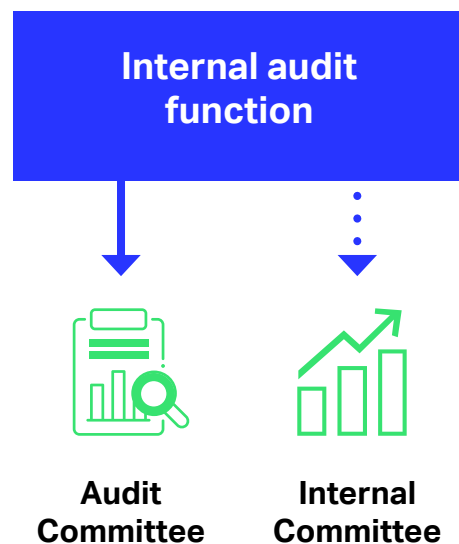 Internal audit
function
Audit
Committee
Internal
Committee